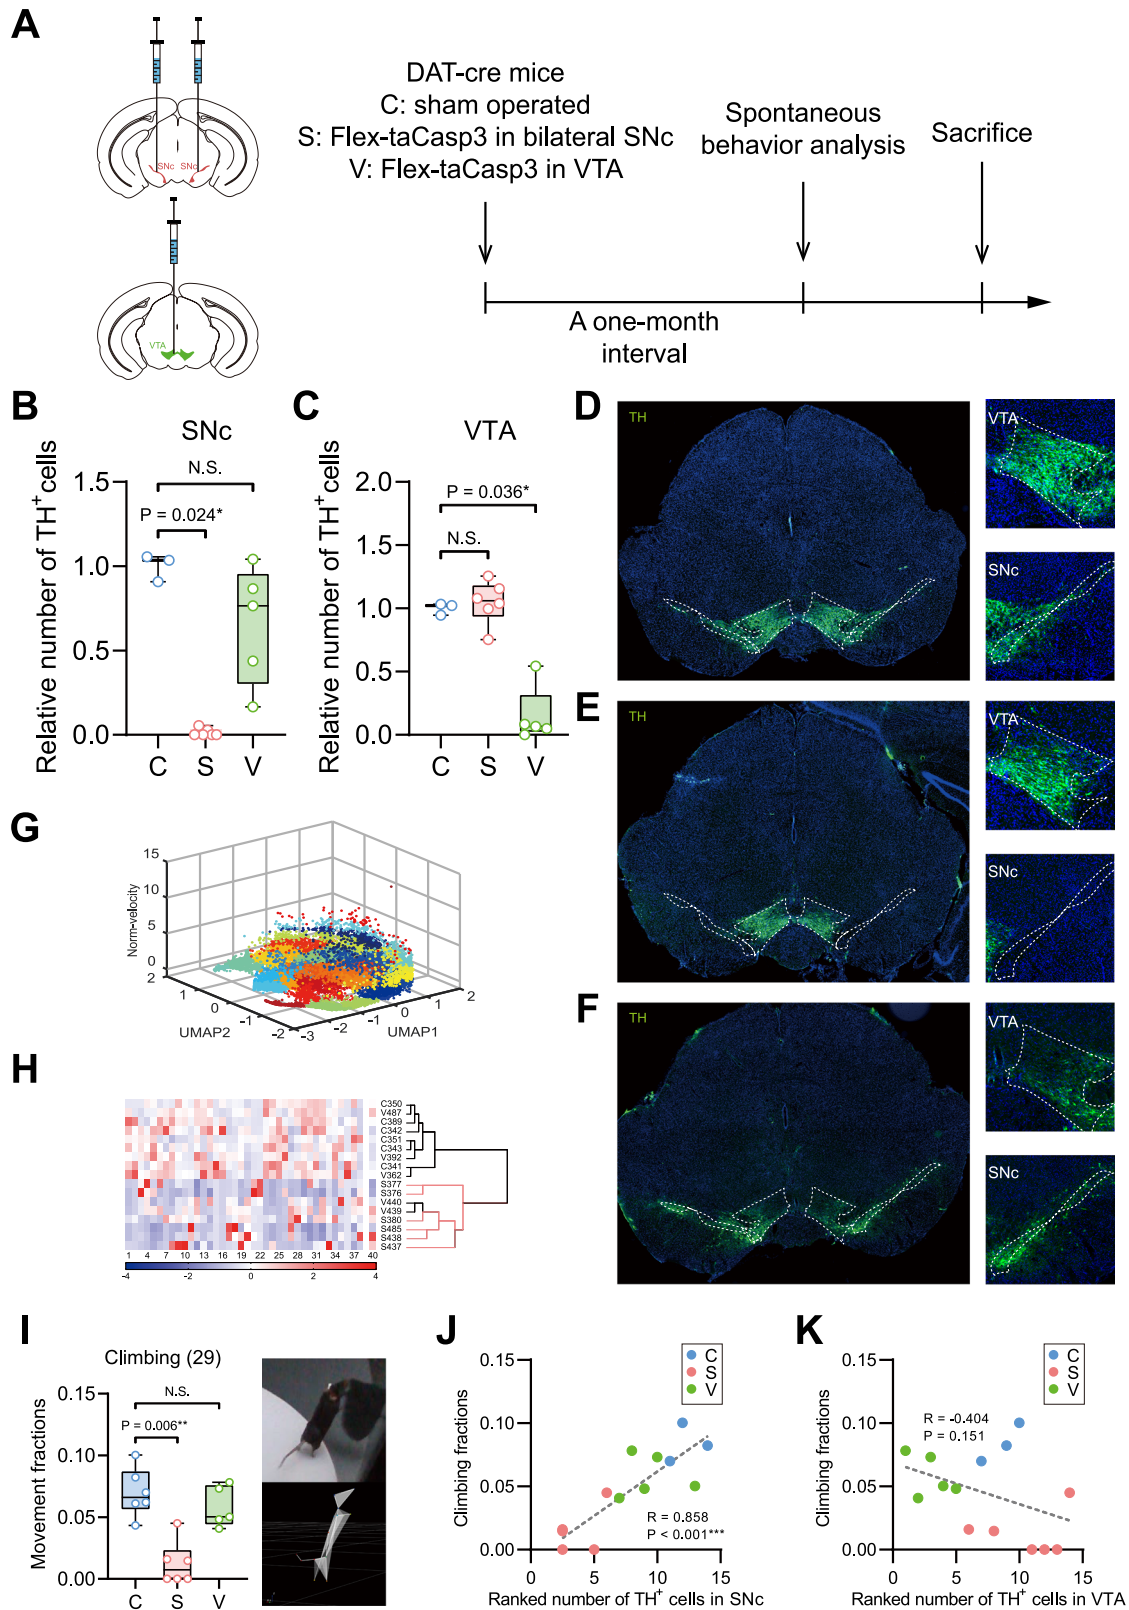 A
SNc SNc
VTA
DAT-cre mice
C: sham operated
S: Flex-taCasp3 in bilateral SNc
V: Flex-taCasp3 in VTA
Spontaneous
behavior analysis
Sacrifice
A one-month
interval
B
SNc
Relative number of TH+ cells
N.S.
P = 0.024*
1.5
1.0
0.5
0.0
C S V
C
VTA
Relative number of TH+ cells
P = 0.036*
N.S.
2.0
1.5
1.0
0.5
0.0
C S V
D
TH
VTA
SNc
E
TH
VTA
SNc
F
TH
VTA
SNc
G
Norm-velocity
15
10
5
0
2
1
0
-1
-2
-3
-2
-1
0
1
2
UMAP2
UMAP1
H
C350
V487
C389
C342
C351
C343
V392
C341
V362
S377
S376
V440
V439
S380
S485
S438
S437
1 4 7 10 13 16 19 22 25 28 31 34 37 40
-4 -2 0 2 4
I
Climbing (29)
Movement fractions
N.S.
P = 0.006**
0.15
0.10
0.05
0.00
C S V
J
Climbing fractions
C
S
V
0.15
0.10
0.05
0.00
R = 0.858
P < 0.001***
0 5 10 15
Ranked number of TH+ cells in SNc
K
Climbing fractions
C
S
V
0.15
0.10
0.05
0.00
R = -0.404
P = 0.151
0 5 10 15
Ranked number of TH+ cells in VTA